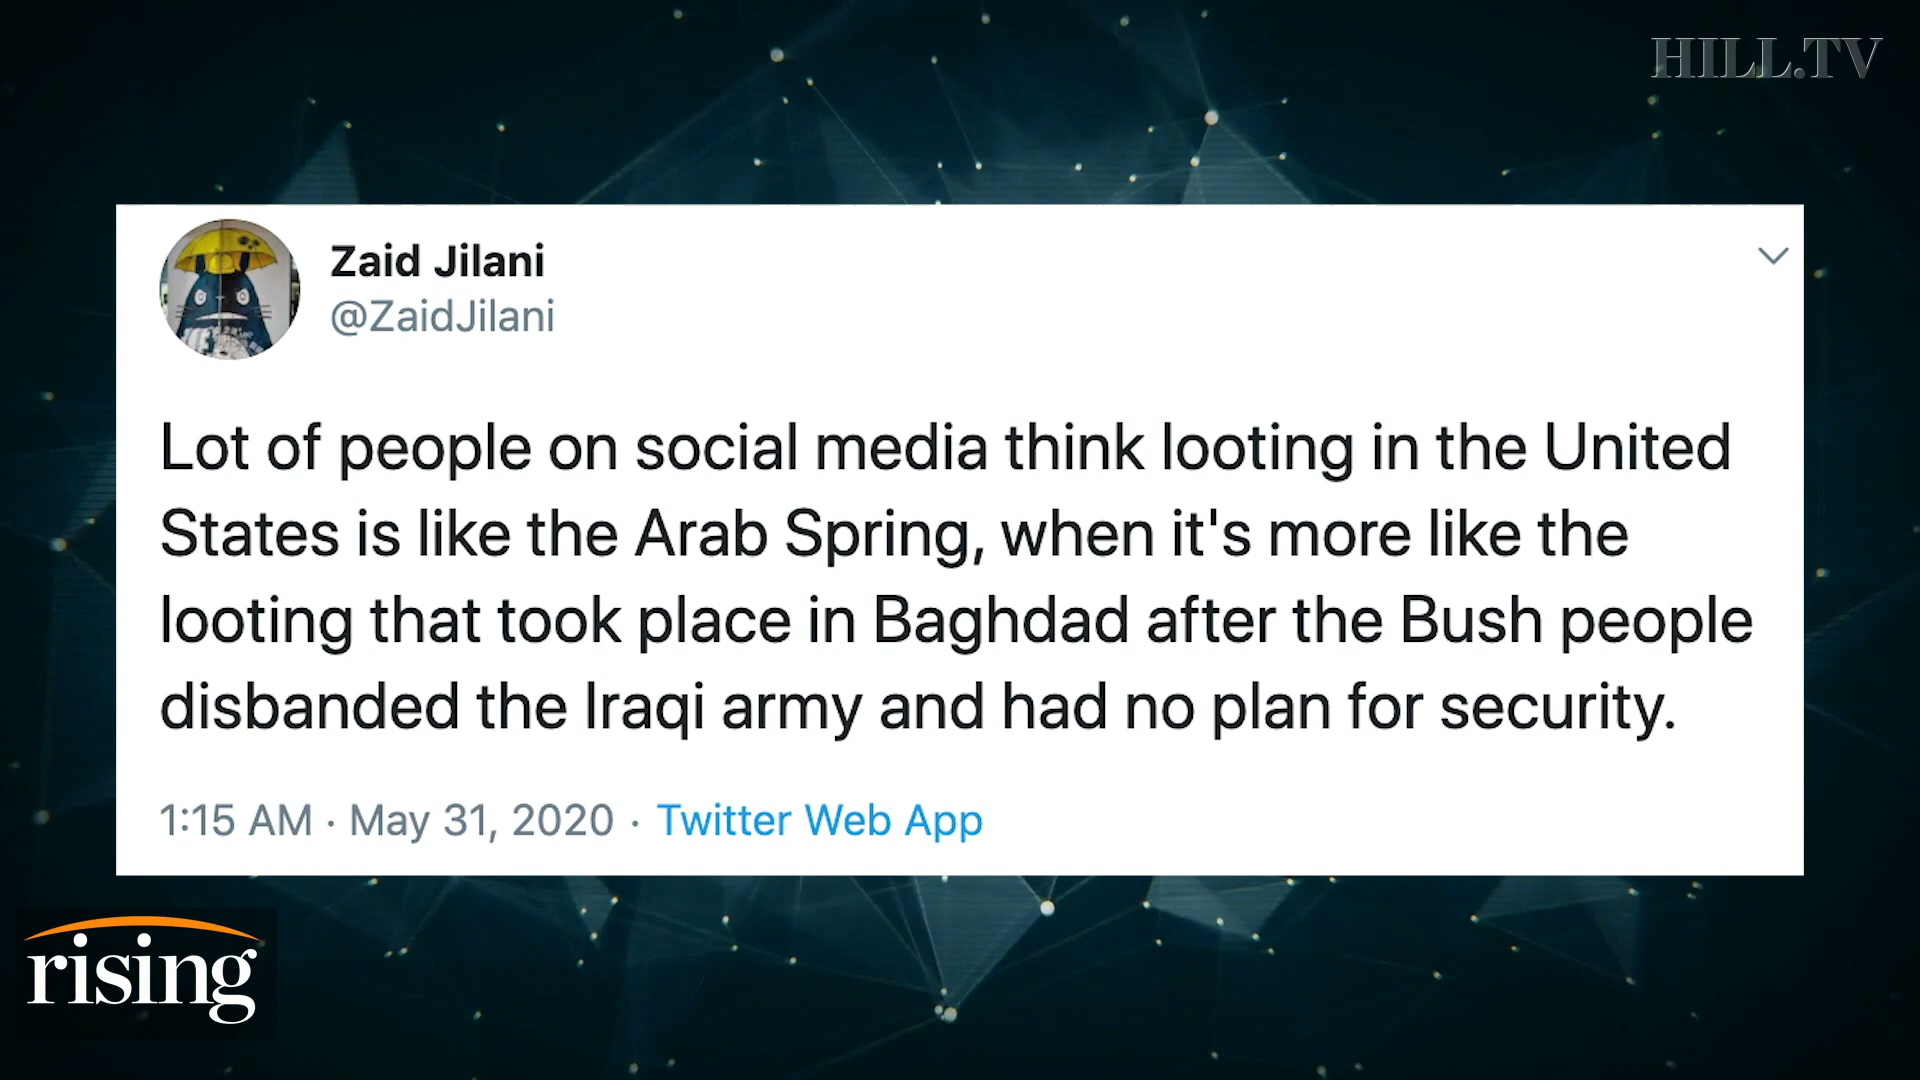 HILL.TV
Zaid Jilani
@ZaidJilani
Lot of people on social media think looting in the United
States is like the Arab Spring, when it's more like the
looting that took place in Baghdad after the Bush people
disbanded the Iraqi army and had no plan for security.
1:15 AM · May 31, 2020 · Twitter Web App
rising